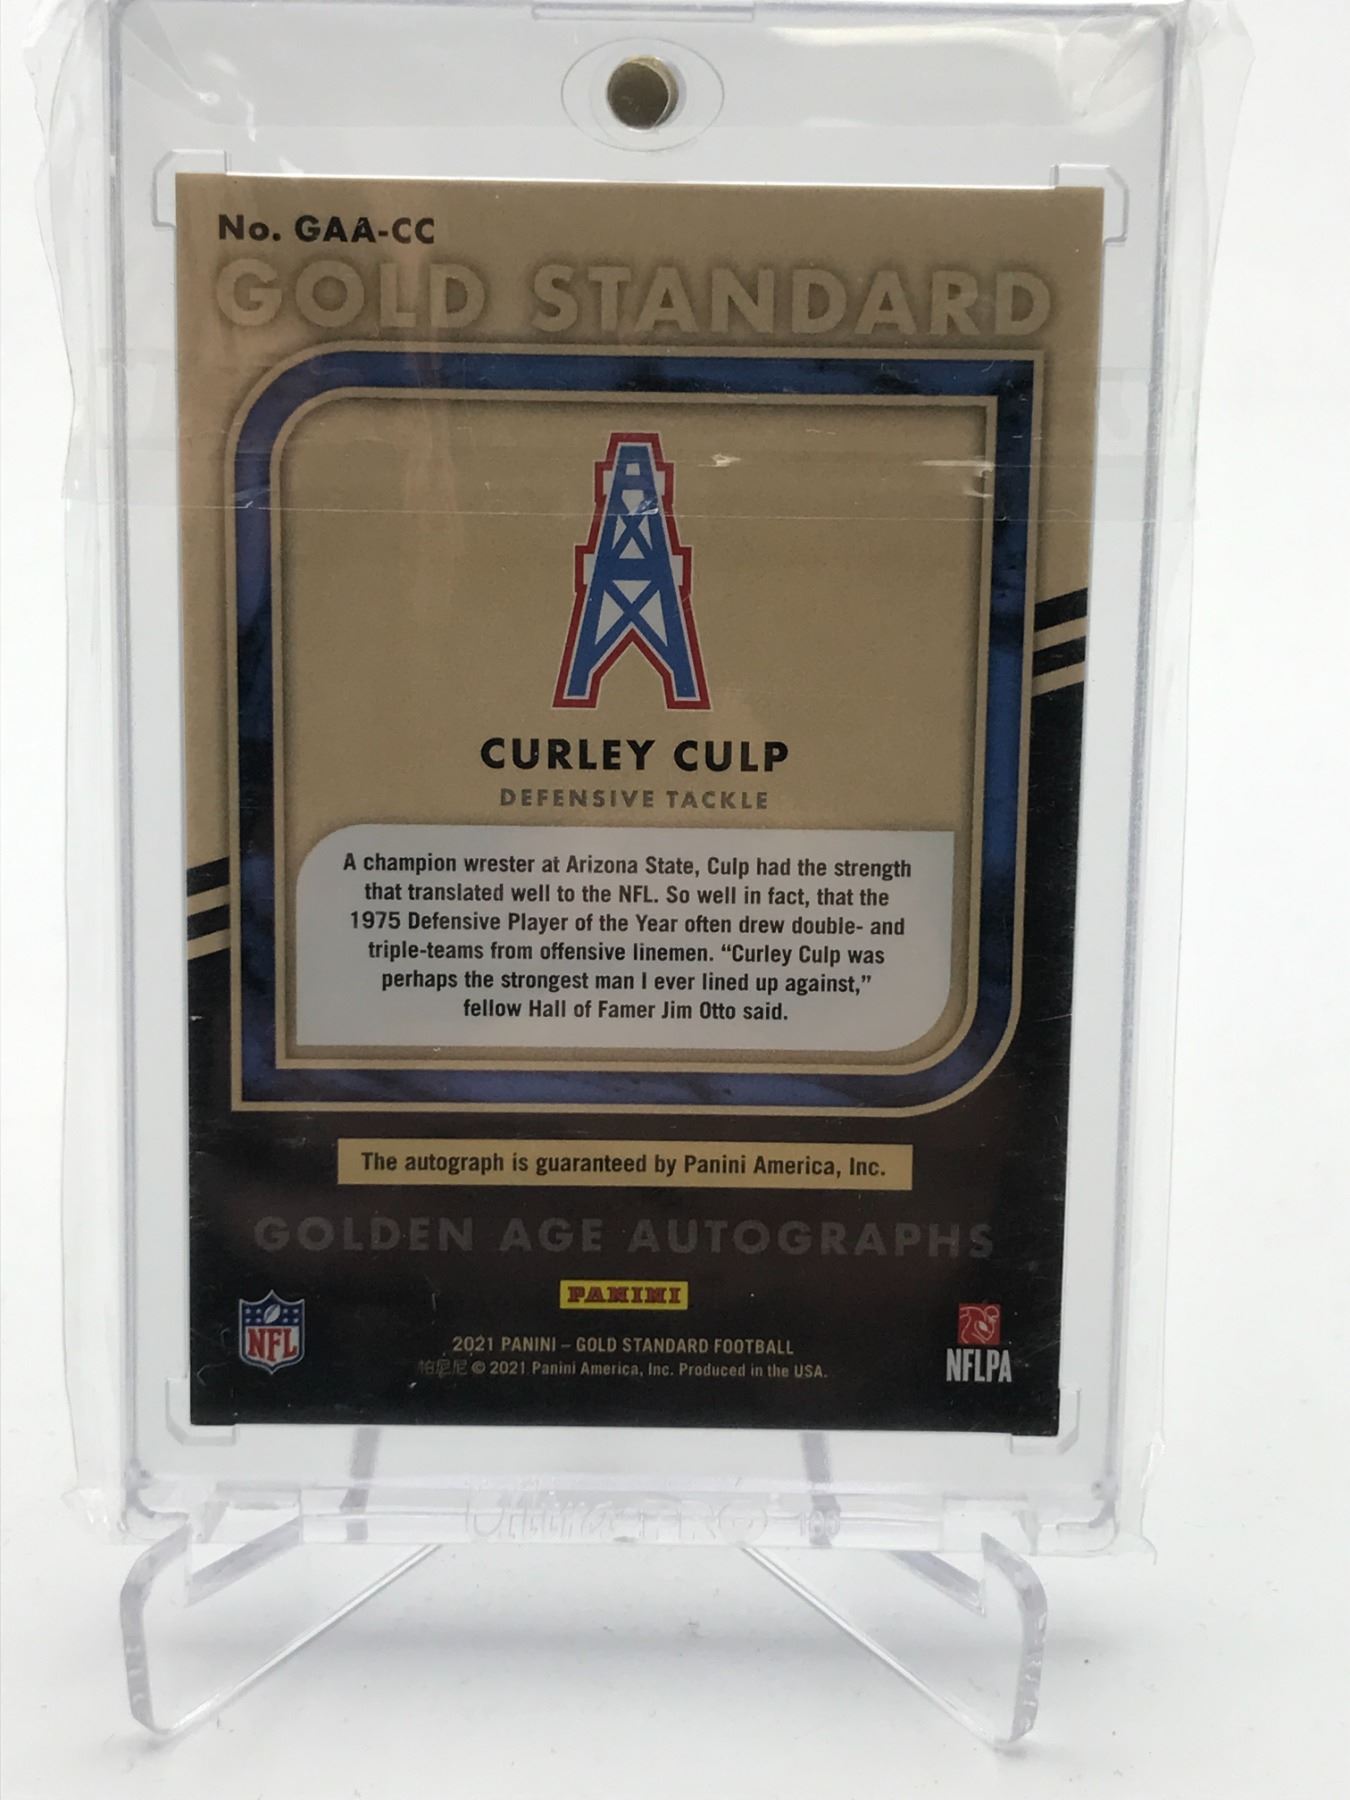 No. GAA-CC
GOLD STANDARD
CURLEY CULP
DEFENSIVE TACKLE
A champion wrester at Arizona State, Culp had the strength
that translated well to the NFL. So well in fact, that the
1975 Defensive Player of the Year often drew double- and
triple-teams from offensive linemen. “Curley Culp was
perhaps the strongest man I ever lined up against,”
fellow Hall of Famer Jim Otto said.
The autograph is guaranteed by Panini America, Inc.
GOLDEN AGE AUTOGRAPHS
PANINI
NFL
2021 PANINI – GOLD STANDARD FOOTBALL
帕尼尼 © 2021 Panini America, Inc. Produced in the USA.
NFLPA
Ultra PRO